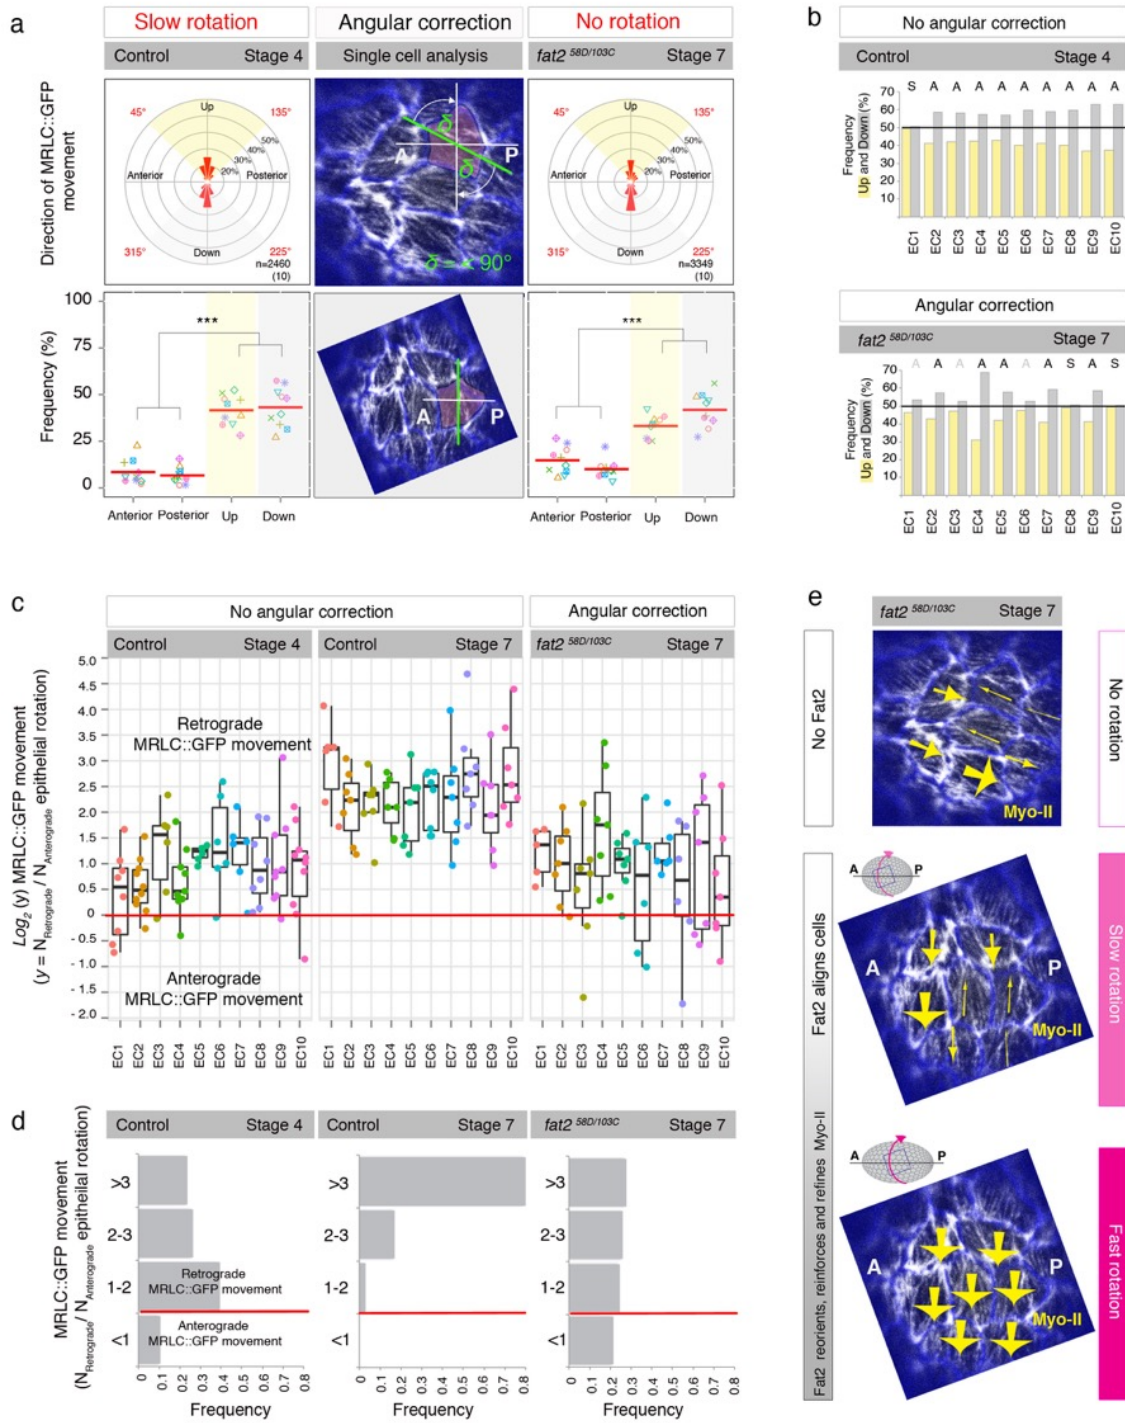 a
Slow rotation
Angular correction
No rotation
Control Stage 4
Single cell analysis
fat2 58D/103C Stage 7
Direction of MRLC::GFP
movement
45° Up 135°
50%
40%
30%
20%
Anterior Posterior
Down
315° 225°
n=2460
(10)
δ
A P
δ
δ = < 90°
45° Up 135°
50%
40%
30%
20%
Anterior Posterior
Down
315° 225°
n=3349
(10)
Frequency (%)
100
75
50
25
0
***
Anterior Posterior Up Down
A P
***
Anterior Posterior Up Down
b
No angular correction
Control Stage 4
S A A A A A A A A A
Frequency
Up and Down (%)
70
60
50
40
30
20
10
EC1 EC2 EC3 EC4 EC5 EC6 EC7 EC8 EC9 EC10
Angular correction
fat2 58D/103C Stage 7
A A A A A A A S A S
Frequency
Up and Down (%)
70
60
50
40
30
20
10
EC1 EC2 EC3 EC4 EC5 EC6 EC7 EC8 EC9 EC10
c
No angular correction
Angular correction
Control Stage 4
Control Stage 7
fat2 58D/103C Stage 7
Log2 (y) MRLC::GFP movement
(y = NRetrograde / NAnterograde epithelial rotation)
5.0
4.5
4.0
3.5
3.0
2.5
2.0
1.5
1.0
0.5
0
- 0.5
- 1.0
- 1.5
- 2.0
Retrograde
MRLC::GFP movement
Anterograde
MRLC::GFP movement
EC1 EC2 EC3 EC4 EC5 EC6 EC7 EC8 EC9 EC10
EC1 EC2 EC3 EC4 EC5 EC6 EC7 EC8 EC9 EC10
EC1 EC2 EC3 EC4 EC5 EC6 EC7 EC8 EC9 EC10
d
Control Stage 4
Control Stage 7
fat2 58D/103C Stage 7
MRLC::GFP movement
(NRetrograde/ NAnterograde epitheilal rotation)
>3
2-3
1-2
<1
Retrograde
MRLC::GFP movement
Anterograde
MRLC::GFP movement
0 0.1 0.2 0.3 0.4 0.5 0.6 0.7 0.8
Frequency
>3
2-3
1-2
<1
0 0.1 0.2 0.3 0.4 0.5 0.6 0.7 0.8
Frequency
>3
2-3
1-2
<1
0 0.1 0.2 0.3 0.4 0.5 0.6 0.7 0.8
Frequency
e
fat2 58D/103C Stage 7
No Fat2
Myo-II
No rotation
A P
Fat2 aligns cells
A P
Myo-II
Slow rotation
Fat2 reorients, reinforces and refines Myo-II
A P
A P
Myo-II
Fast rotation